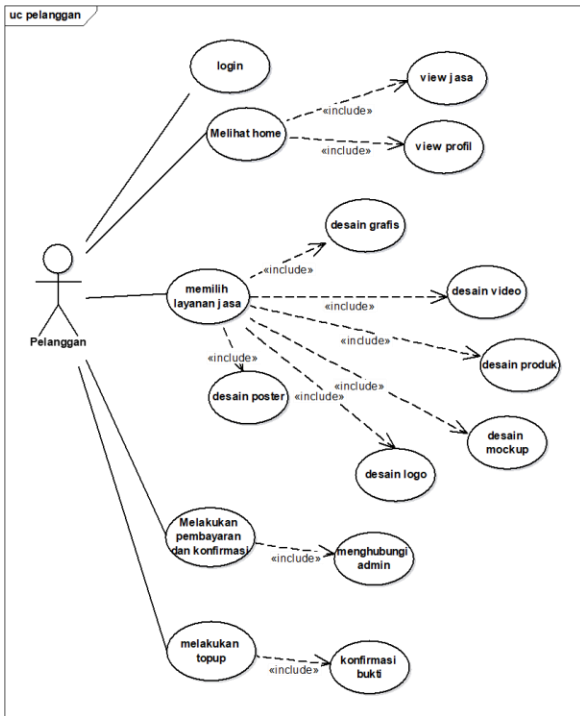 uc pelanggan
login
view jasa
«include»
Melihat home
«include»
view profil
desain grafis
«include»
memilih
layanan jasa
«include»
desain video
«include»
desain produk
«include»
desain poster
«include»
desain
mockup
«include»
desain logo
Pelanggan
Melakukan
pembayaran
dan konfirmasi
«include»
menghubungi
admin
melakukan
topup
«include»
konfirmasi
bukti